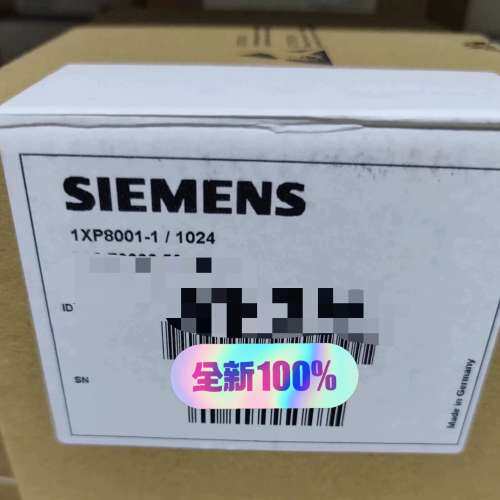 SIEMENS
1XP8001-1 / 1024
ID
SN
全新100%
Made in Germany